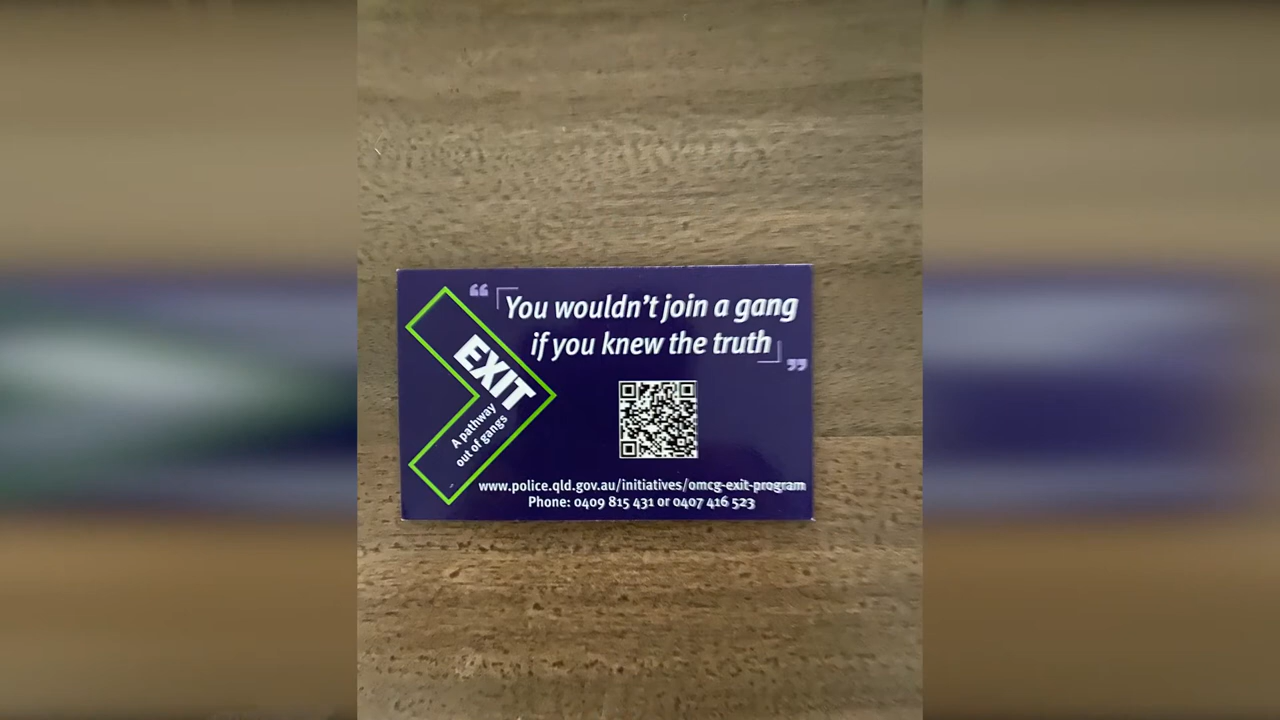 “ You wouldn't join a gang
if you knew the truth ”
EXIT
A pathway
out of gangs
www.police.qld.gov.au/initiatives/omcg-exit-program
Phone: 0409 815 431 or 0407 416 523